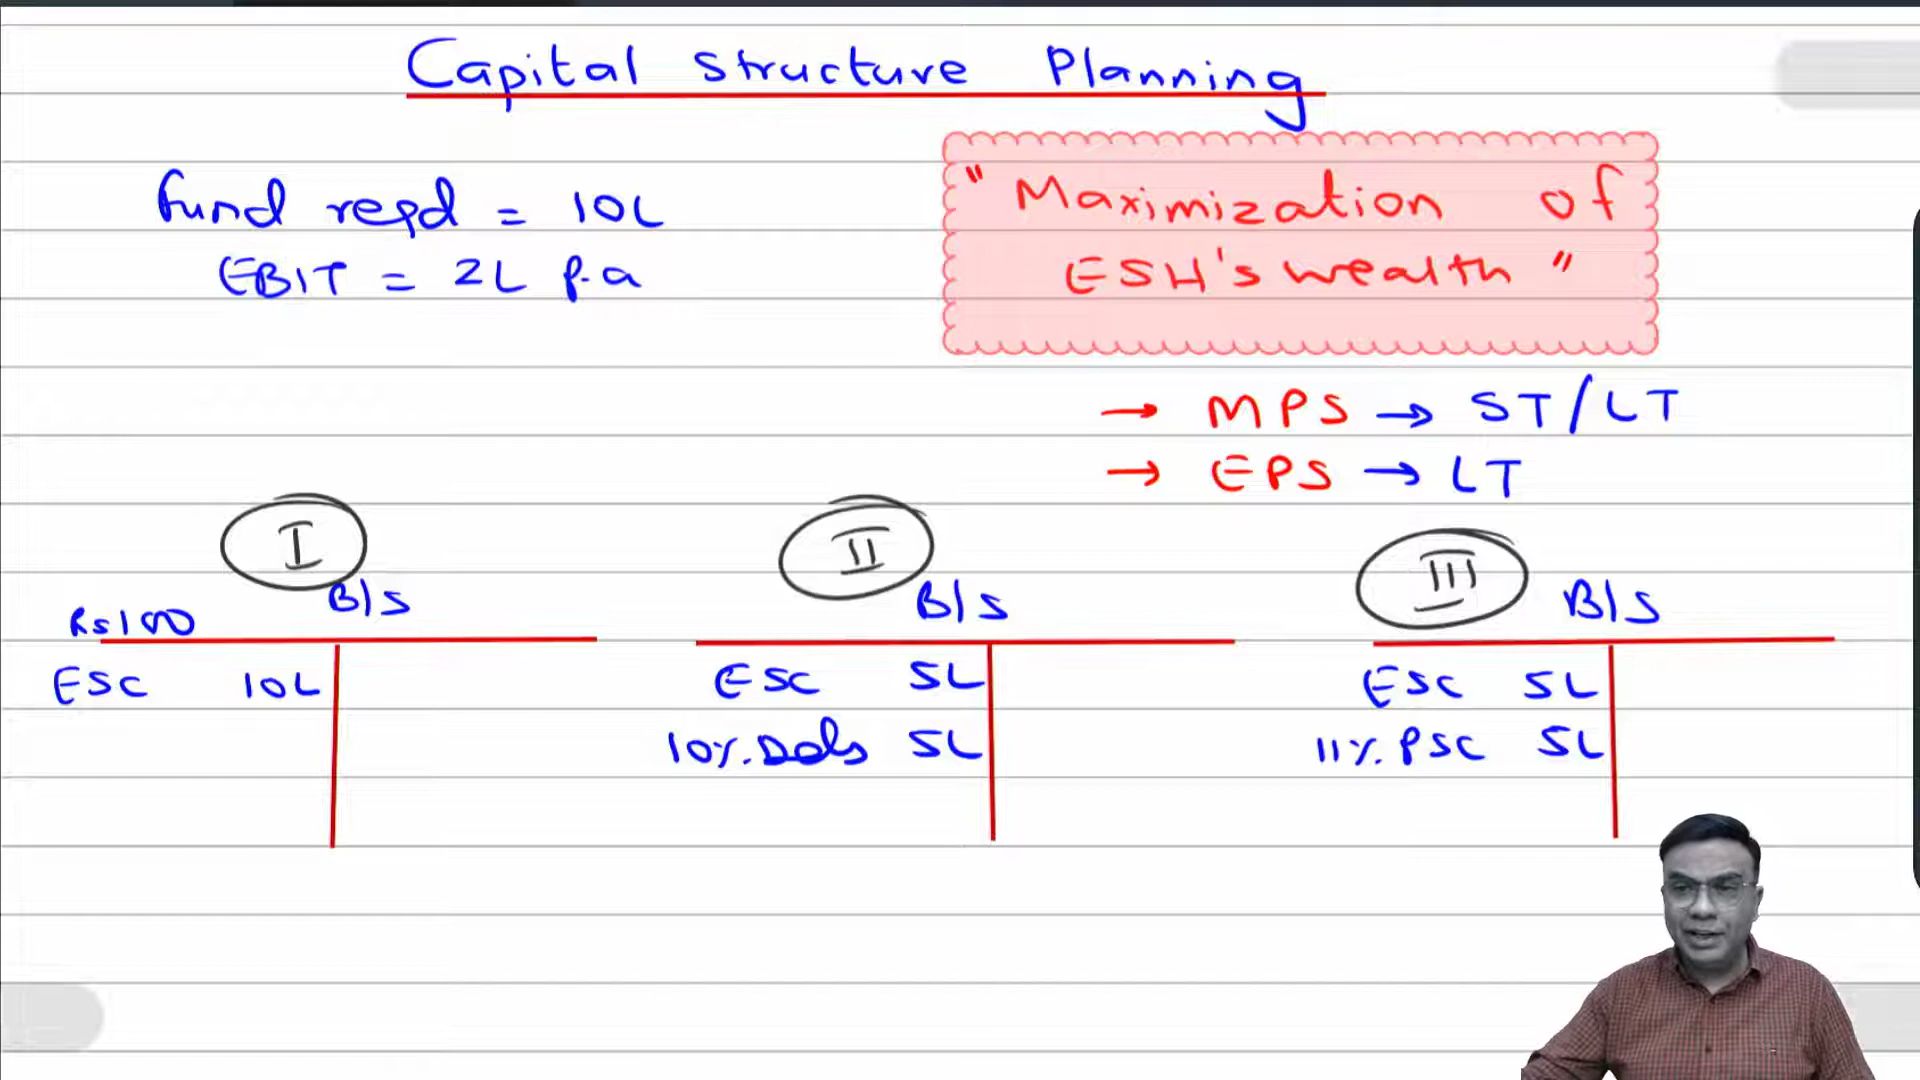 Capital Structure Planning
Fund reqd = 10L
EBIT = 2L p.a
"Maximization of
ESH's wealth"
→ MPS → ST/LT
→ EPS → LT
I
B/S
Rs100
ESC 10L
II
B/S
ESC 5L
10%. Debs 5L
III
B/S
ESC 5L
11%. PSC 5L